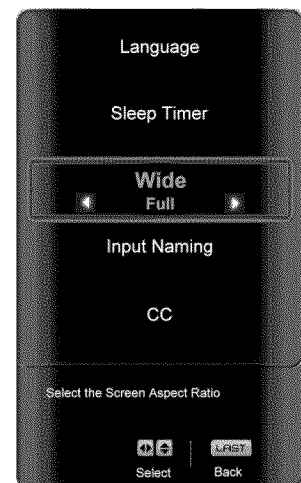 Language
Sleep Timer
Wide
Full
Input Naming
CC
Select the Screen Aspect Ratio
LAST
Select Back